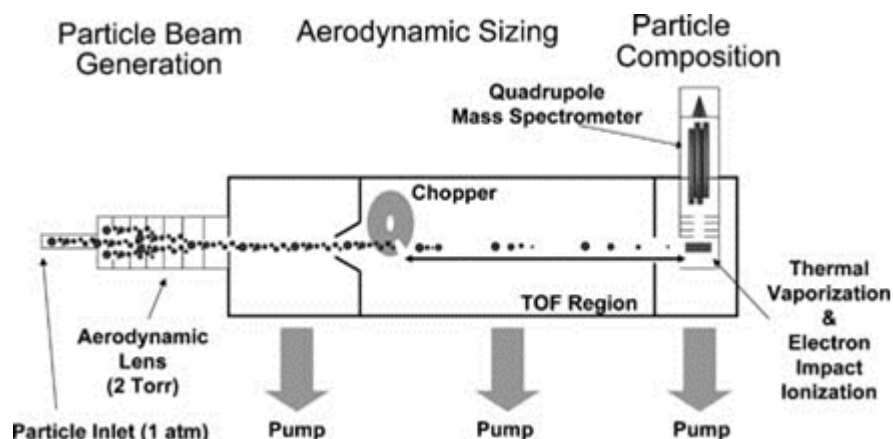 Particle Beam
Generation
Aerodynamic Sizing
Particle
Composition
Quadrupole
Mass Spectrometer
Chopper
TOF Region
Thermal
Vaporization
&
Electron
Impact
Ionization
Aerodynamic
Lens
(2 Torr)
Particle Inlet (1 atm)
Pump
Pump
Pump